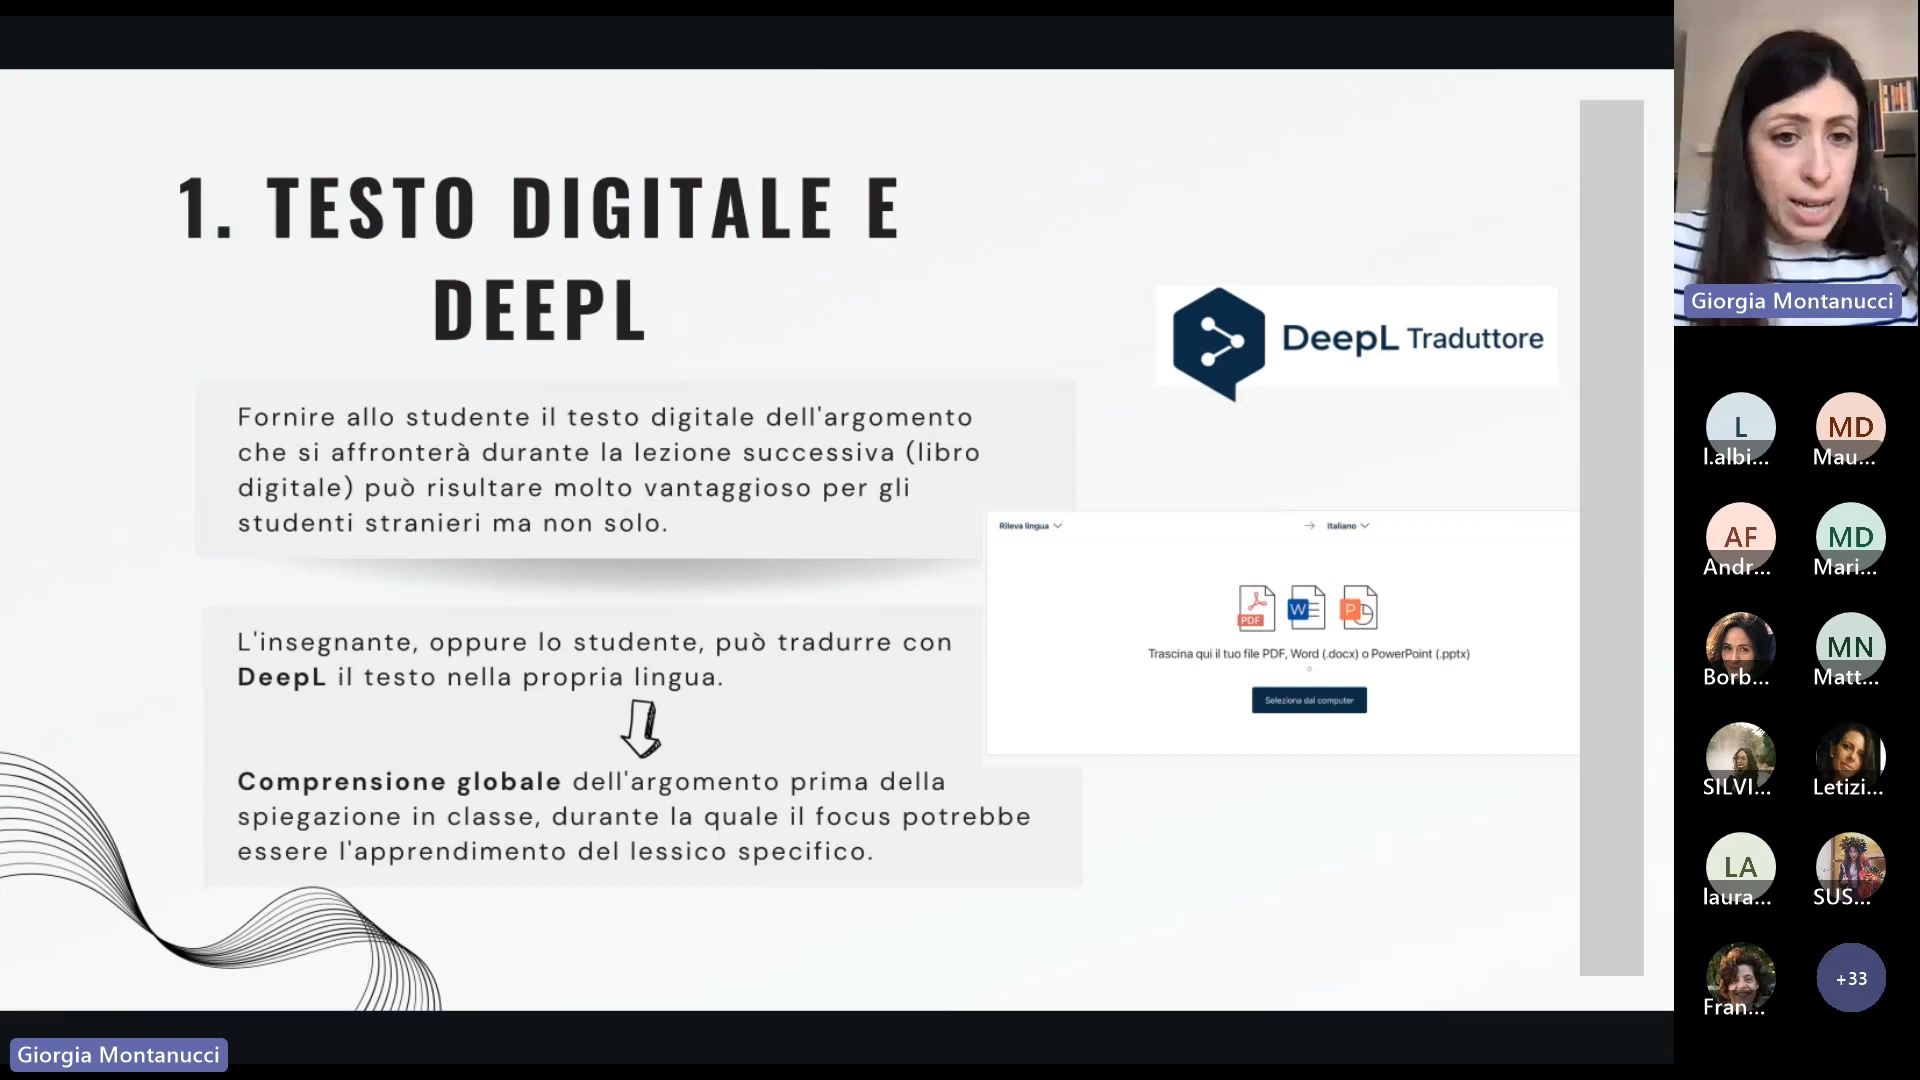 1. TESTO DIGITALE E
DEEPL
Fornire allo studente il testo digitale dell'argomento
che si affronterà durante la lezione successiva (libro
digitale) può risultare molto vantaggioso per gli
studenti stranieri ma non solo.
L'insegnante, oppure lo studente, può tradurre con
DeepL il testo nella propria lingua.
Comprensione globale dell'argomento prima della
spiegazione in classe, durante la quale il focus potrebbe
essere l'apprendimento del lessico specifico.
DeepL Traduttore
Rileva lingua
Italiano
PDF
W
P
Trascina qui il tuo file PDF, Word (.docx) o PowerPoint (.pptx)
o
Seleziona dal computer
Giorgia Montanucci
L
l.albi...
MD
Mau...
AF
Andr...
MD
Mari...
Borb...
MN
Matt...
SILVI...
Letizi...
LA
laura...
SUS...
Fran...
+33
Giorgia Montanucci